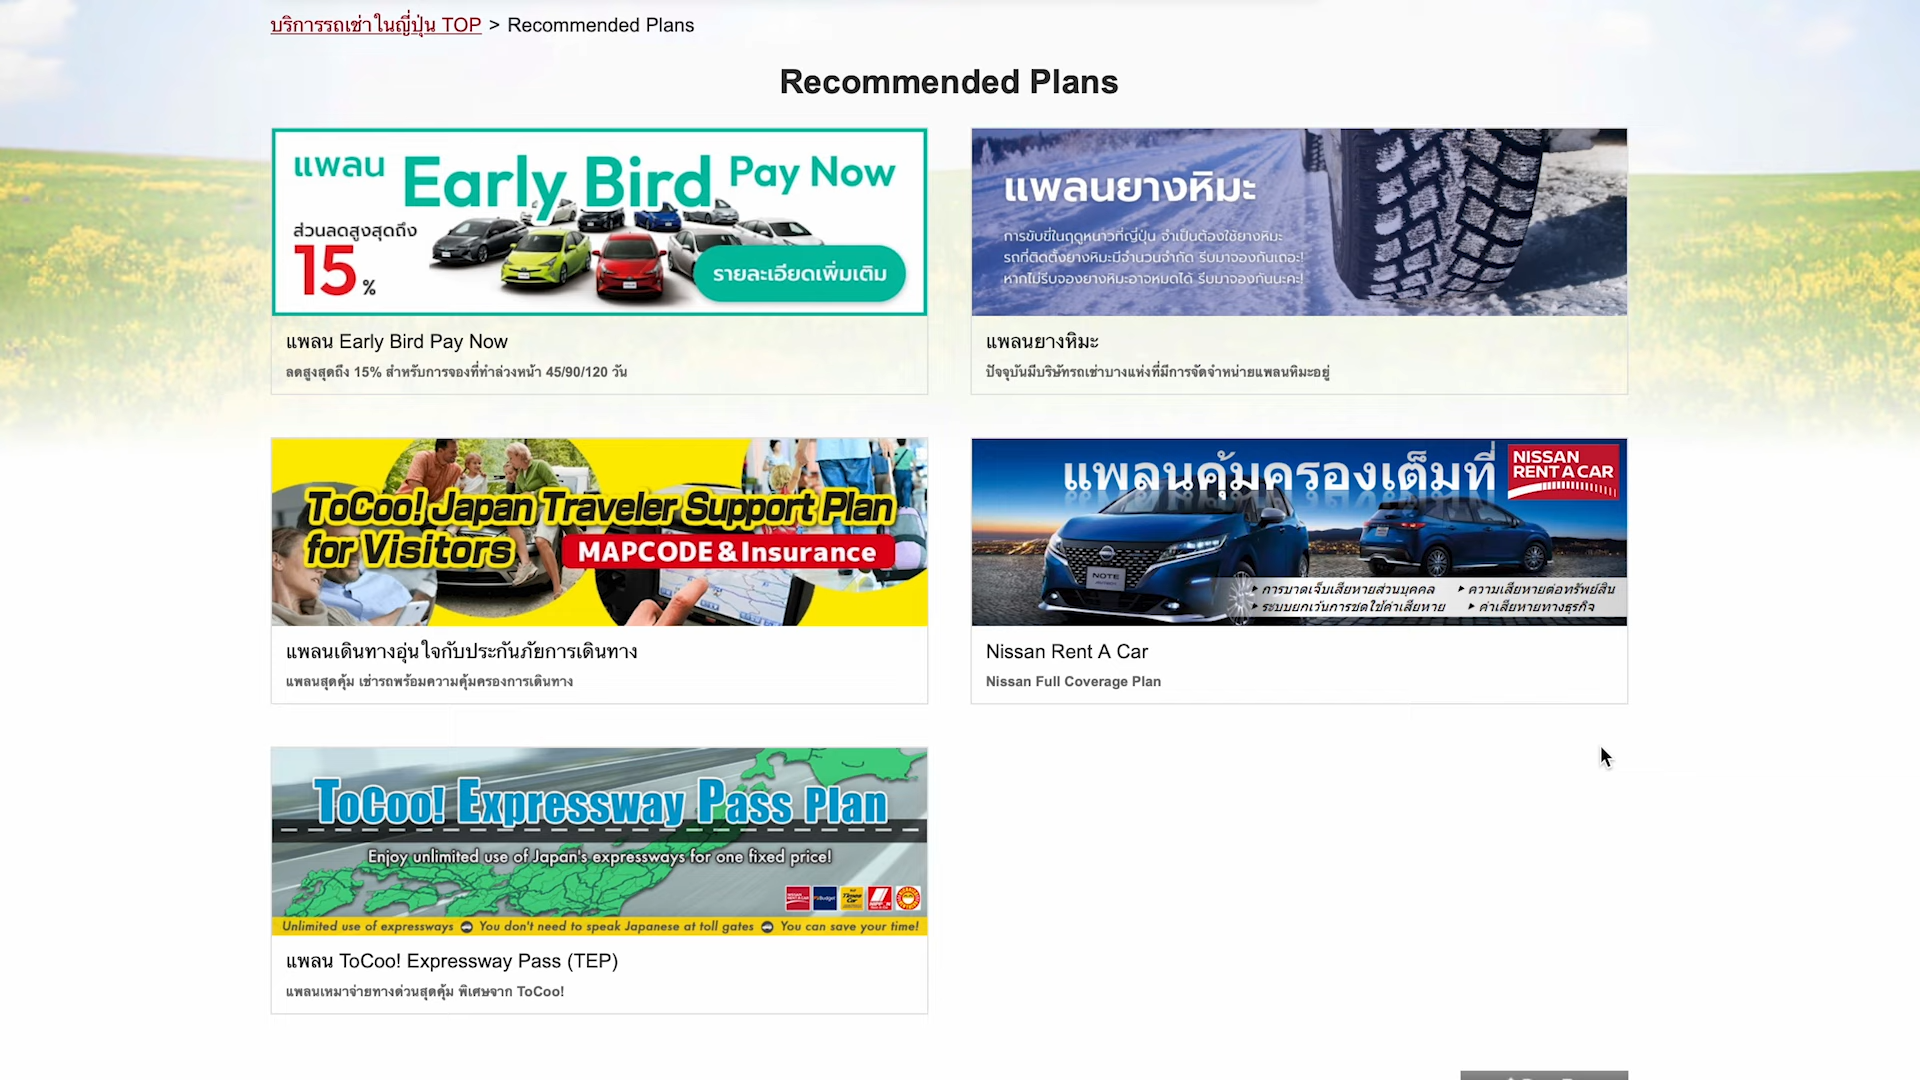 บริการรถเช่าในญี่ปุ่น TOP > Recommended Plans
Recommended Plans
แพลน Early Bird Pay Now
ส่วนลดสูงสุดถึง
15 %
รายละเอียดเพิ่มเติม
แพลน Early Bird Pay Now
ลดสูงสุดถึง 15% สำหรับการจองที่ทำล่วงหน้า 45/90/120 วัน
แพลนยางหิมะ
การขับขี่ในฤดูหนาวที่ญี่ปุ่น จำเป็นต้องใช้ยางหิมะ
รถที่ติดตั้งยางหิมะมีจำนวนจำกัด รีบมาจองกันเถอะ!
หากไม่รีบจองยางหิมะอาจหมดได้ รีบมาจองกันนะคะ!
แพลนยางหิมะ
ปัจจุบันมีบริษัทรถเช่าบางแห่งที่มีการจัดจำหน่ายแพลนหิมะอยู่
ToCoo! Japan Traveler Support Plan
for Visitors
MAPCODE & Insurance
แพลนเดินทางอุ่นใจกับประกันภัยการเดินทาง
แพลนสุดคุ้ม เช่ารถพร้อมความคุ้มครองการเดินทาง
แพลนคุ้มครองเต็มที่
NISSAN
RENT A CAR
NOTE
การบาดเจ็บเสียหายส่วนบุคคล
ความเสียหายต่อทรัพย์สิน
ระบบยกเว้นการชดใช้ค่าเสียหาย
ค่าเสียหายทางธุรกิจ
Nissan Rent A Car
Nissan Full Coverage Plan
ToCoo! Expressway Pass Plan
Enjoy unlimited use of Japan's expressways for one fixed price!
Budget
Unlimited use of expressways You don't need to speak Japanese at toll gates You can save your time!
แพลน ToCoo! Expressway Pass (TEP)
แพลนเหมาจ่ายทางด่วนสุดคุ้ม พิเศษจาก ToCoo!